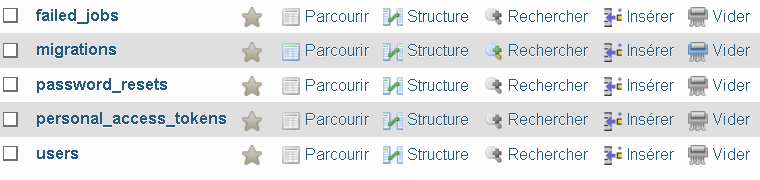 failed_jobs Parcourir Structure Rechercher Insérer Vider
migrations Parcourir Structure Rechercher Insérer Vider
password_resets Parcourir Structure Rechercher Insérer Vider
personal_access_tokens Parcourir Structure Rechercher Insérer Vider
users Parcourir Structure Rechercher Insérer Vider